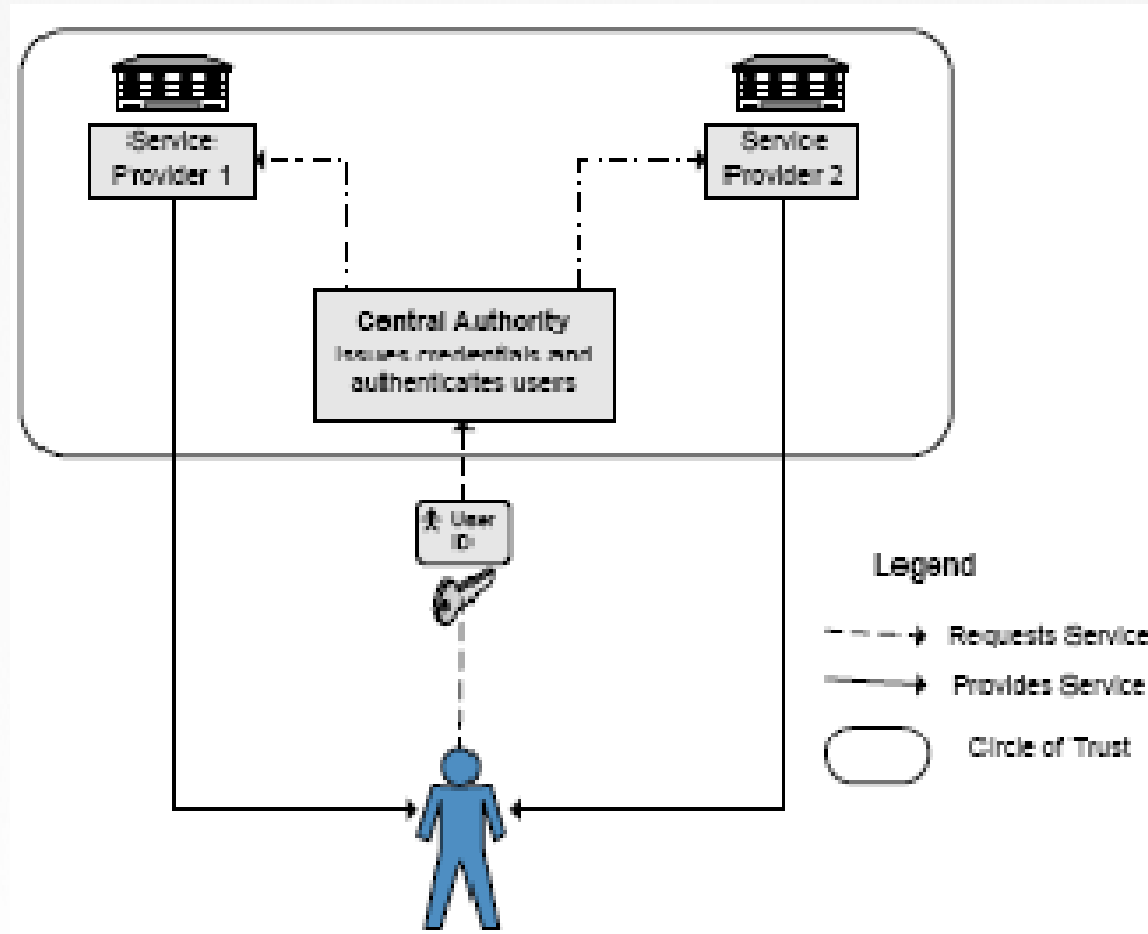 Service
Provider 1
Service
Provider 2
Central Authority
Issues credentials and
authenticates users
User
ID
Legend
Requests Service
Provides Service
Circle of Trust